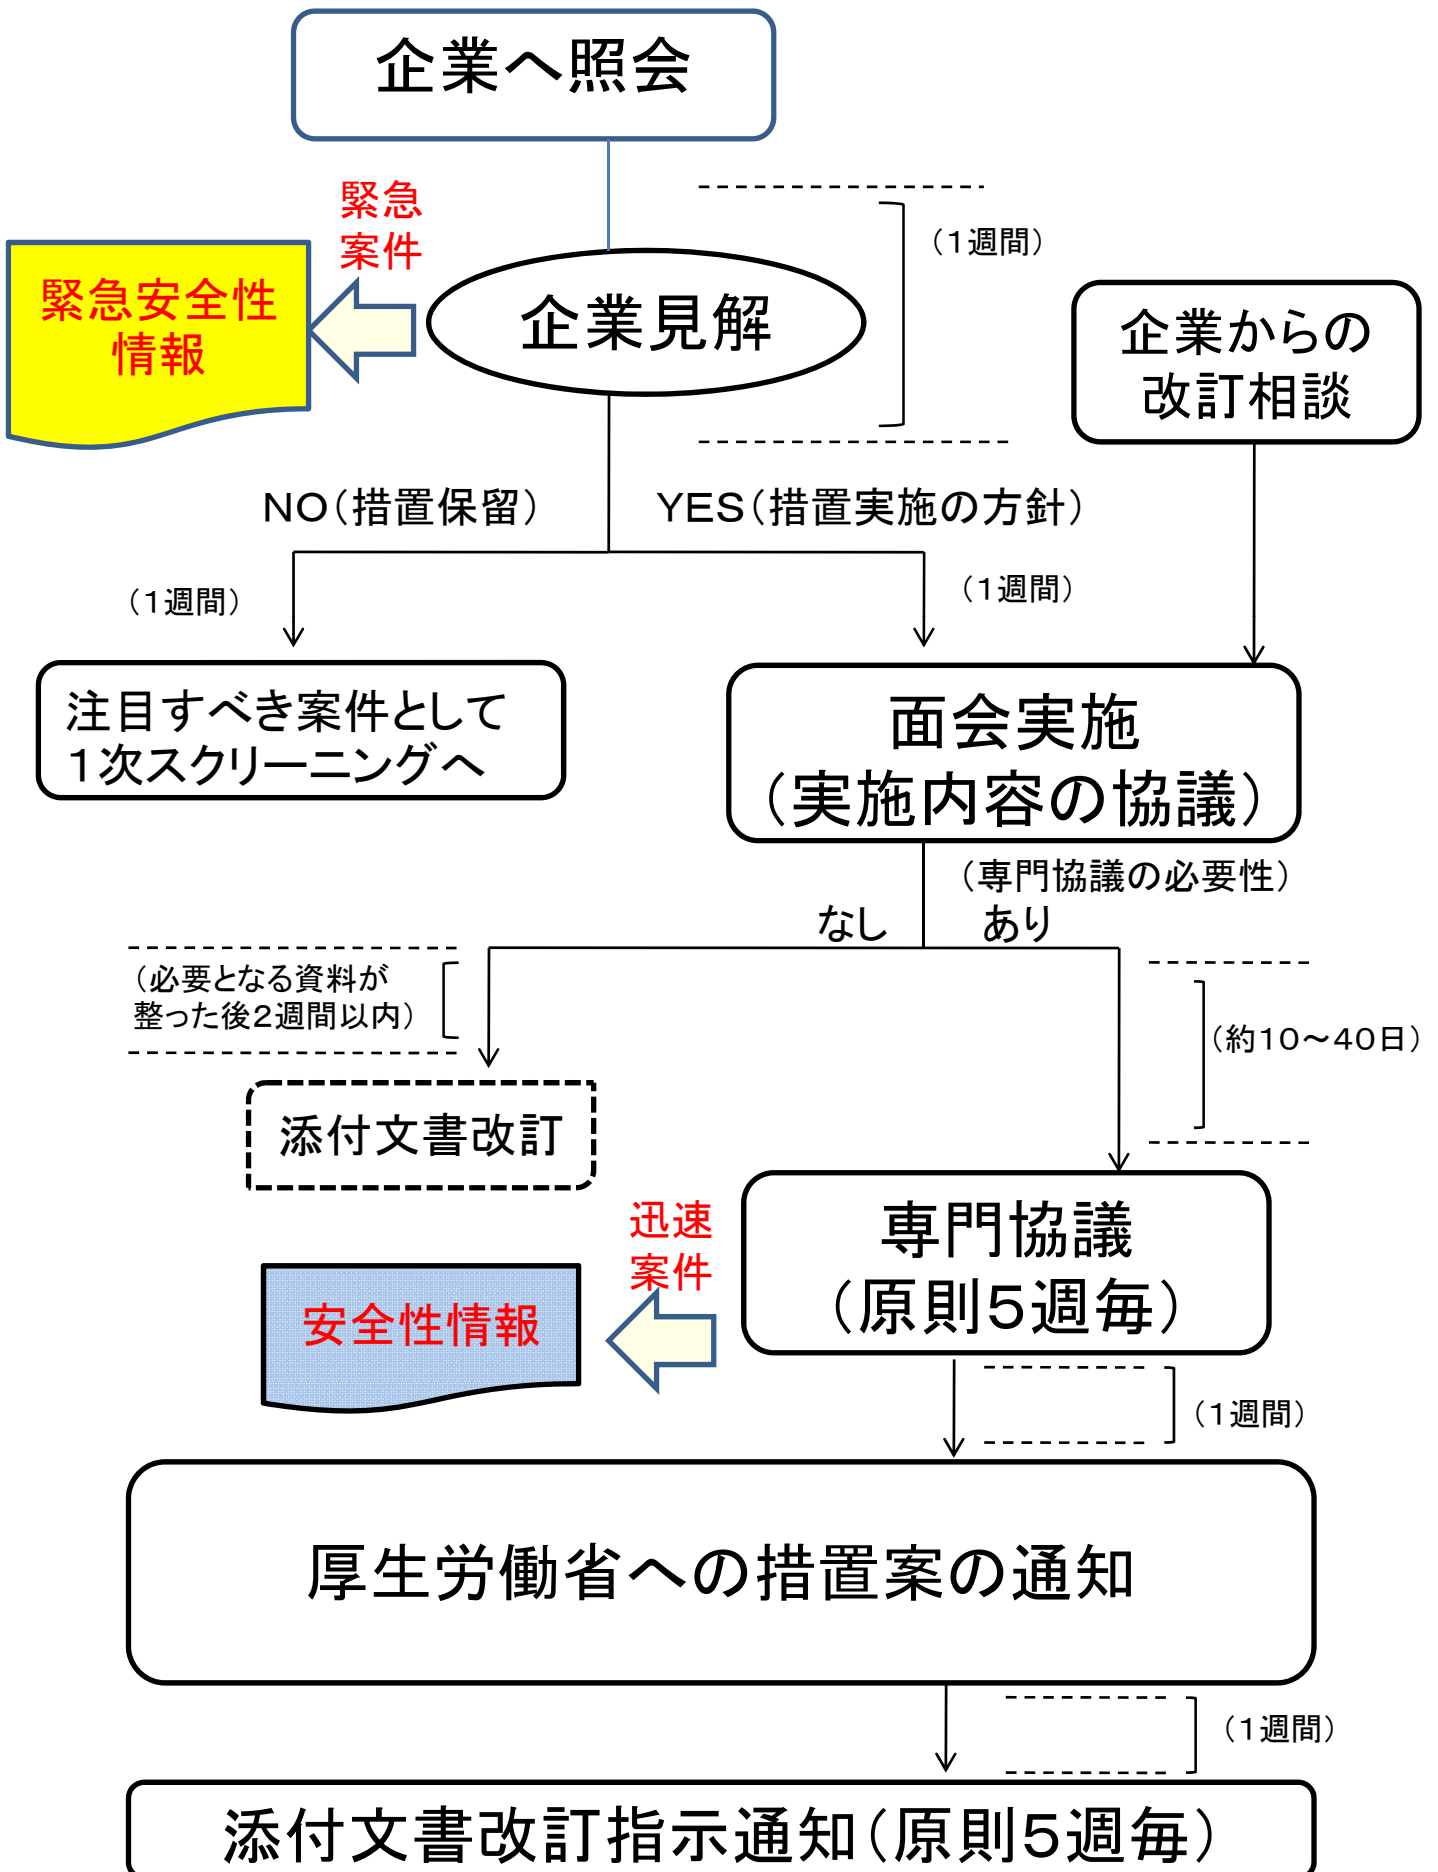 企業へ照会
緊急
案件
（１週間）
緊急安全性
情報
企業見解
企業からの
改訂相談
NO（措置保留）
YES（措置実施の方針）
（１週間）
（１週間）
注目すべき案件として
１次スクリーニングへ
面会実施
（実施内容の協議）
（専門協議の必要性）
なし
あり
（必要となる資料が
整った後２週間以内）
（約１０～４０日）
添付文書改訂
専門協議
（原則５週毎）
迅速
案件
安全性情報
（１週間）
厚生労働省への措置案の通知
（１週間）
添付文書改訂指示通知（原則５週毎）